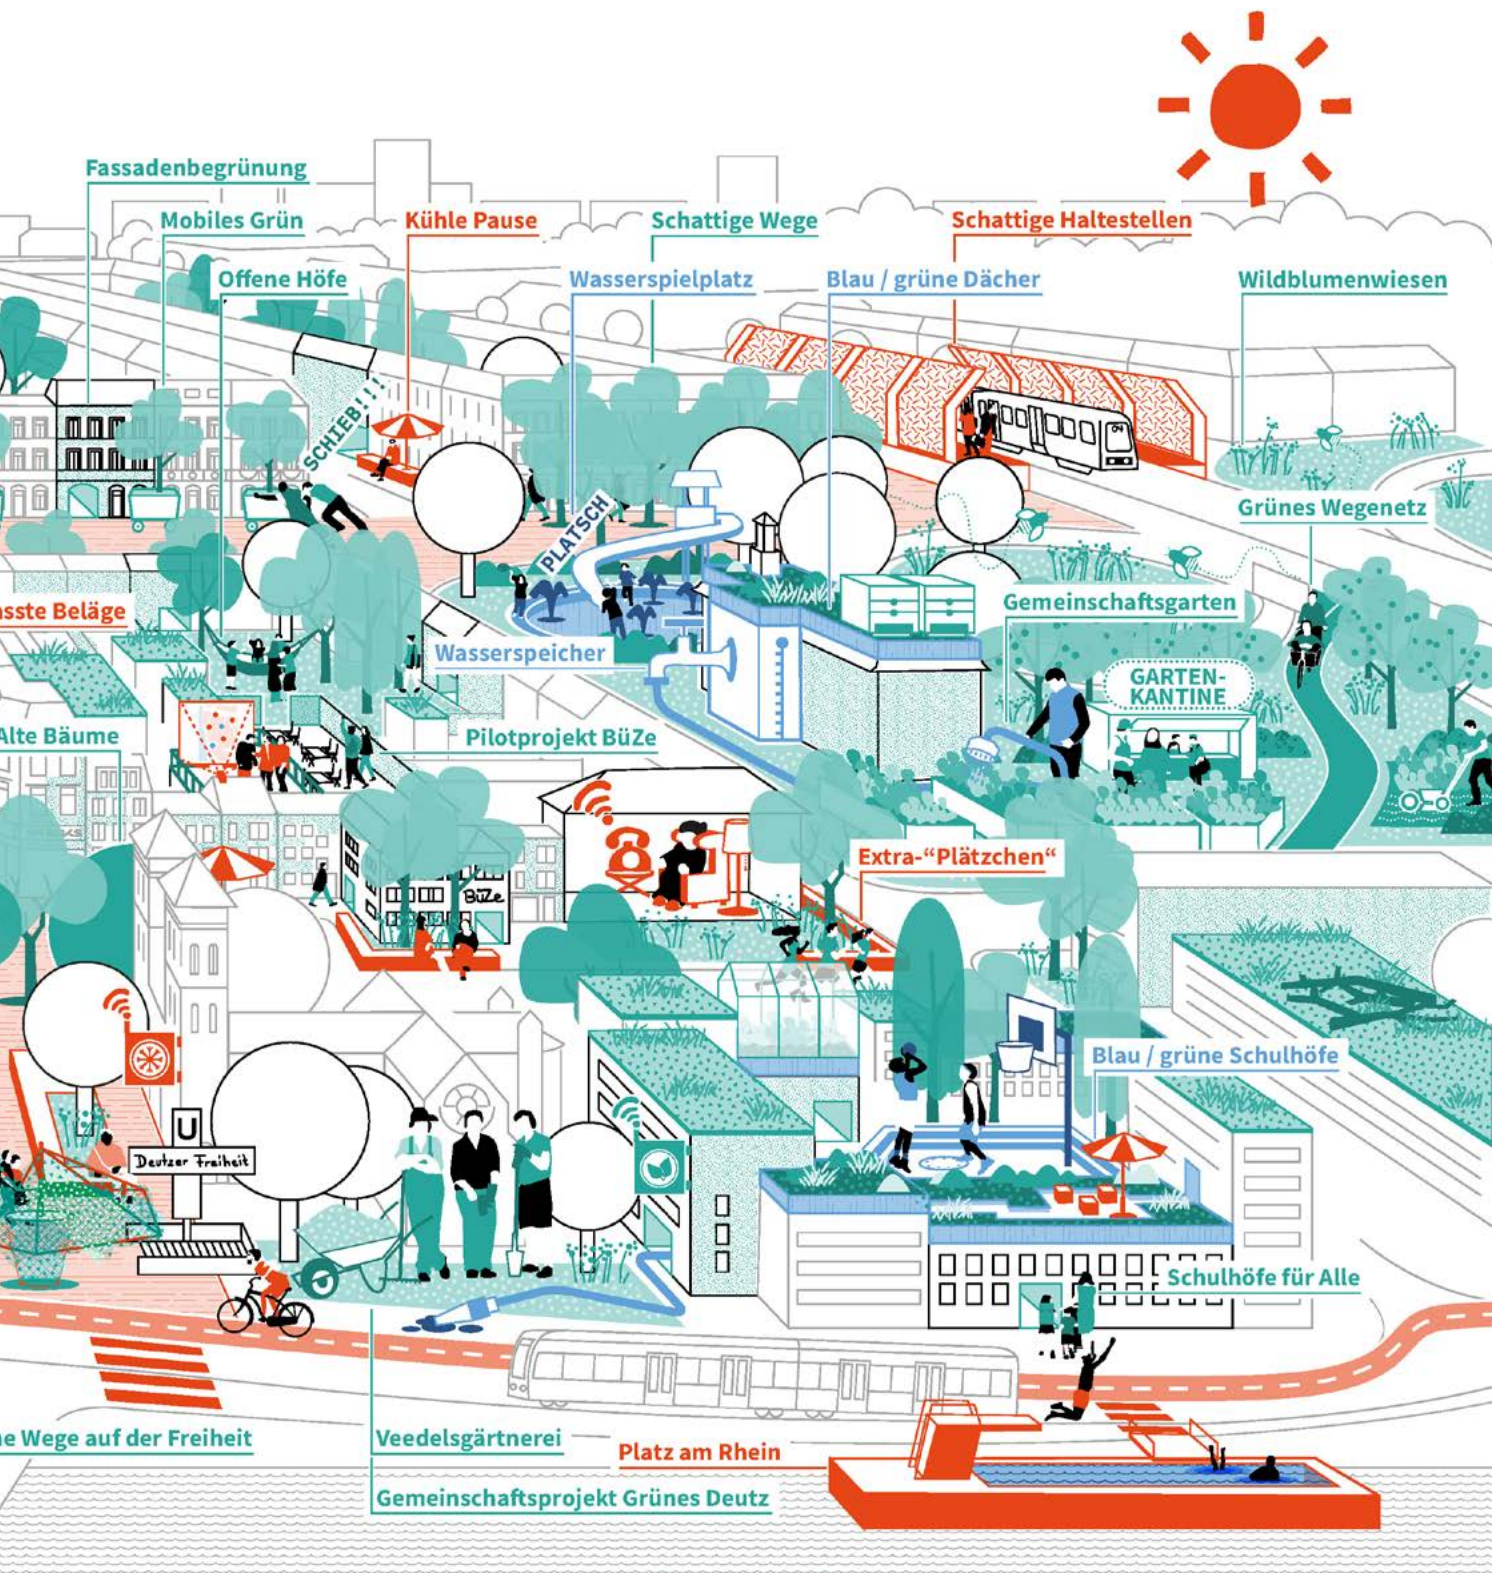 Fassadenbegrünung
Mobiles Grün
Kühle Pause
Schattige Wege
Schattige Haltestellen
Offene Höfe
Wasserspielplatz
Blau / grüne Dächer
Wildblumenwiesen
SCHIEB!!!
04
PLATSCH
Grünes Wegenetz
Gemeinschaftsgarten
asste Beläge
Wasserspeicher
GARTEN-
KANTINE
Alte Bäume
Pilotprojekt BüZe
Extra-“Plätzchen“
BüZe
Blau / grüne Schulhöfe
U
Deutzer Freiheit
Schulhöfe für Alle
e Wege auf der Freiheit
Veedelsgärtnerei
Platz am Rhein
Gemeinschaftsprojekt Grünes Deutz